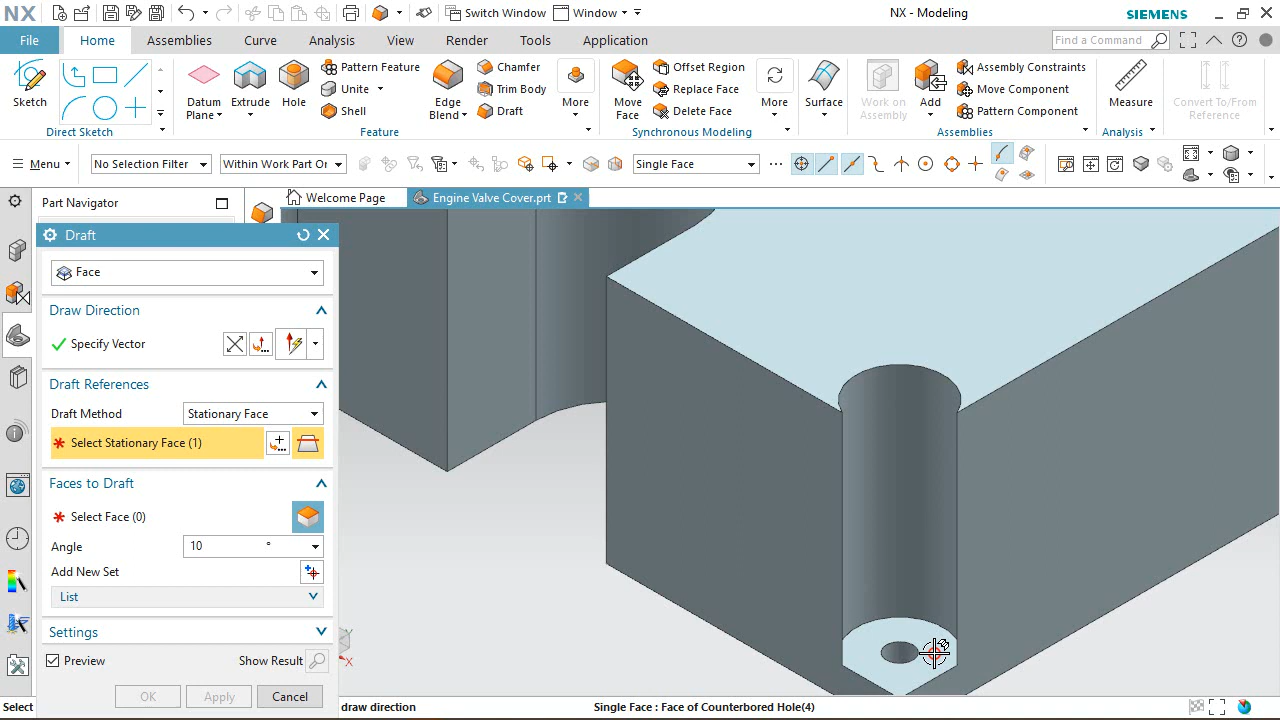 NX
Switch Window
Window
NX - Modeling
SIEMENS
File
Home
Assemblies
Curve
Analysis
View
Render
Tools
Application
Find a Command
Sketch
Direct Sketch
Datum Plane
Extrude
Hole
Pattern Feature
Unite
Shell
Edge Blend
Chamfer
Trim Body
Draft
More
Feature
Move Face
Offset Region
Replace Face
Delete Face
More
Synchronous Modeling
Surface
Work on Assembly
Add
Assembly Constraints
Move Component
Pattern Component
Assemblies
Measure
Analysis
Convert To/From Reference
Menu
No Selection Filter
Within Work Part Or
Single Face
Part Navigator
Welcome Page
Engine Valve Cover.prt
Draft
Face
Draw Direction
Specify Vector
Draft References
Draft Method
Stationary Face
* Select Stationary Face (1)
Faces to Draft
* Select Face (0)
Angle
10 °
Add New Set
List
Settings
Preview
Show Result
OK
Apply
Cancel
Y
X
Select
draw direction
Single Face : Face of Counterbored Hole(4)